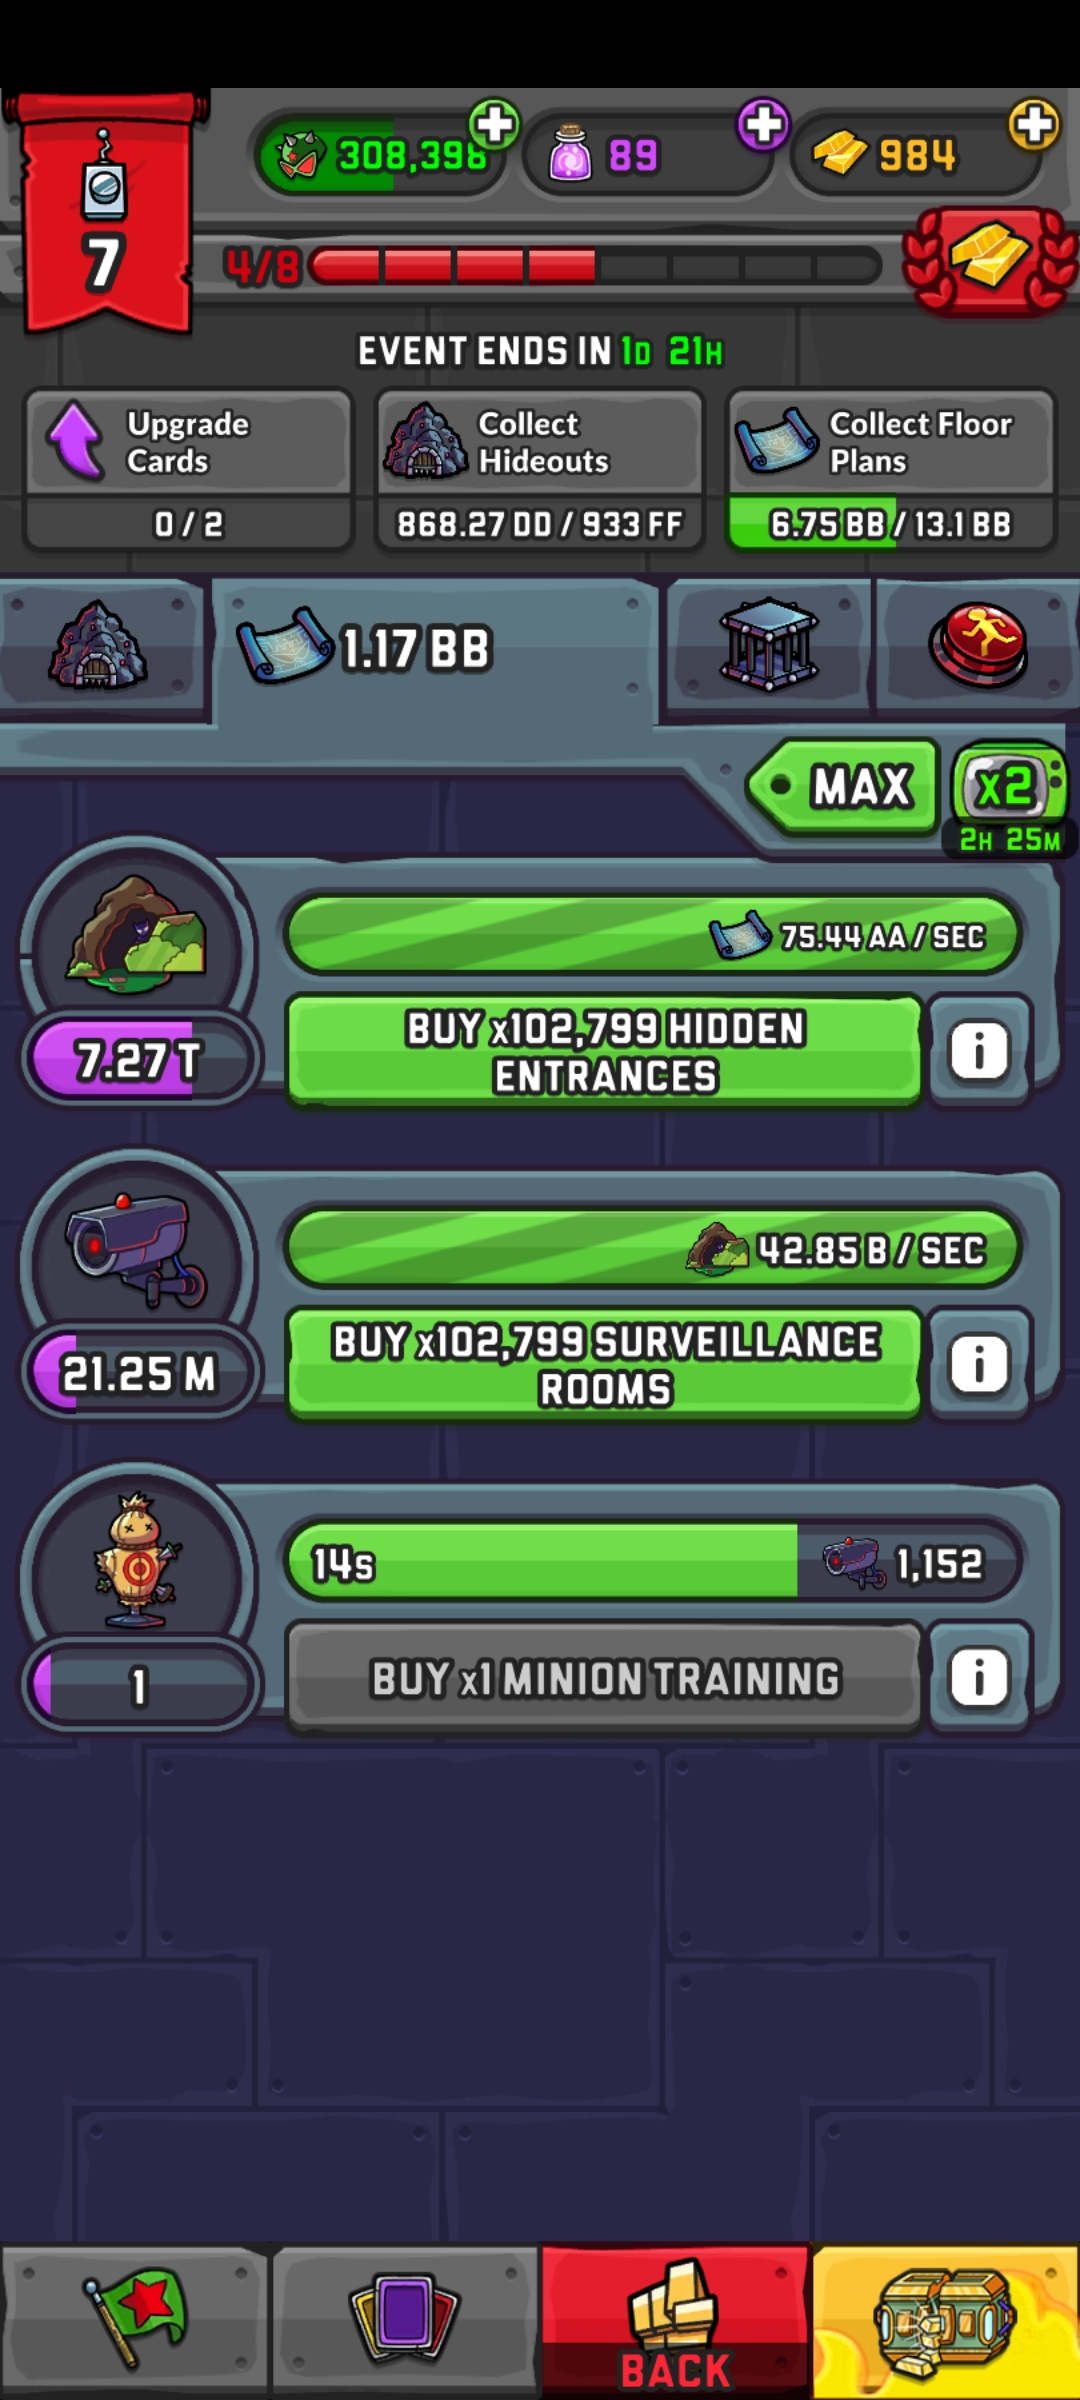 308,398
89
984
7
4/8
EVENT ENDS IN 1D 21H
Upgrade
Cards
0 / 2
Collect
Hideouts
868.27 DD / 933 FF
Collect Floor
Plans
6.75 BB / 13.1 BB
1.17 BB
MAX
x2
2H 25M
75.44 AA / SEC
7.27 T
BUY x102,799 HIDDEN
ENTRANCES
i
42.85 B / SEC
21.25 M
BUY x102,799 SURVEILLANCE
ROOMS
i
14s
1,152
1
BUY x1 MINION TRAINING
i
BACK